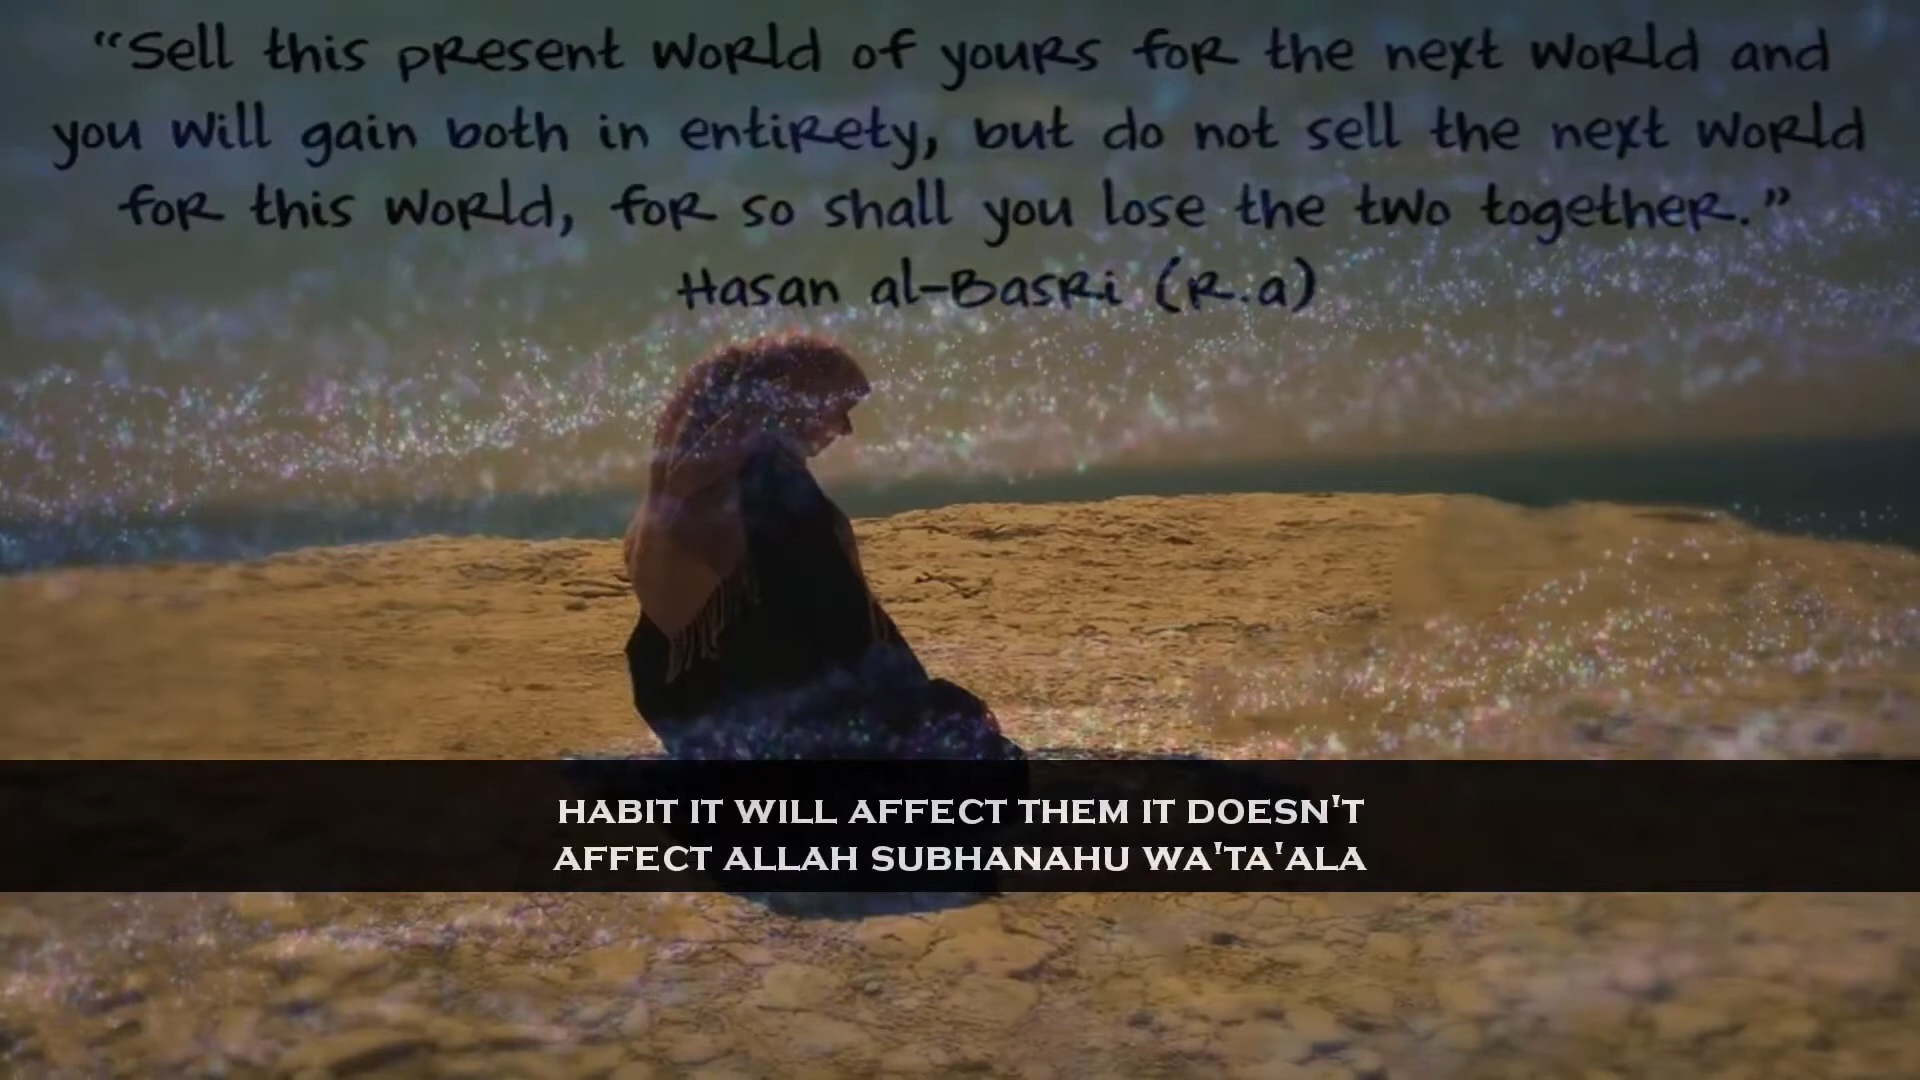 “Sell this present world of yours for the next world and
you will gain both in entirety, but do not sell the next world
for this world, for so shall you lose the two together.”
Hasan al-Basri (R.a)
HABIT IT WILL AFFECT THEM IT DOESN'T
AFFECT ALLAH SUBHANAHU WA'TA'ALA